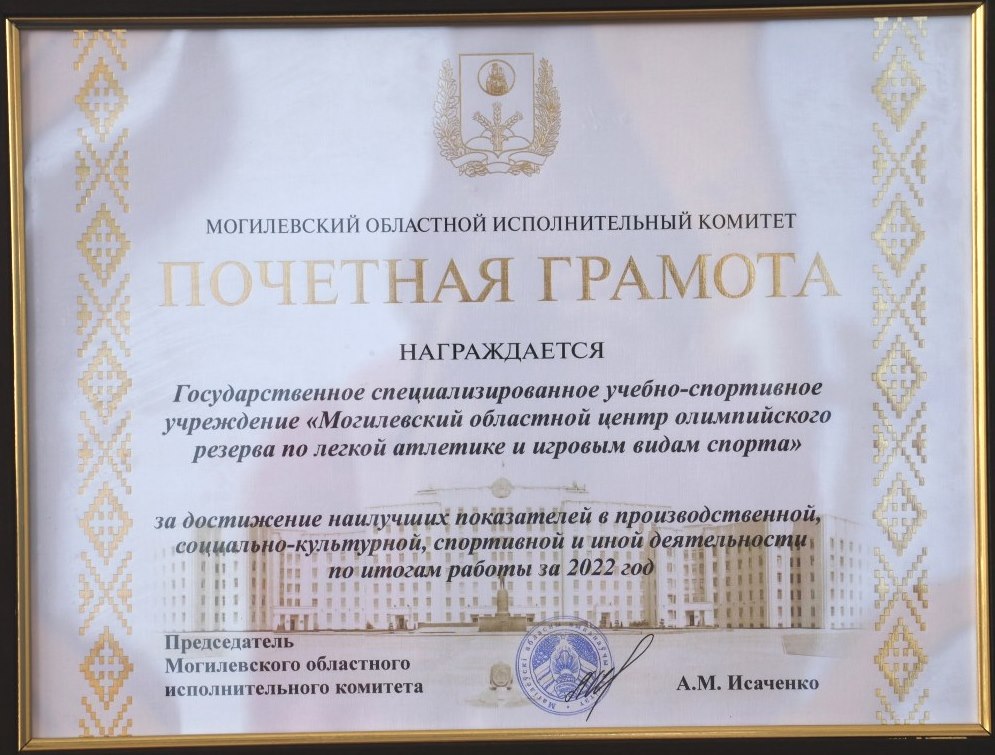 МОГИЛЕВСКИЙ ОБЛАСТНОЙ ИСПОЛНИТЕЛЬНЫЙ КОМИТЕТ
ПОЧЕТНАЯ ГРАМОТА
НАГРАЖДАЕТСЯ
Государственное специализированное учебно-спортивное
учреждение «Могилевский областной центр олимпийского
резерва по легкой атлетике и игровым видам спорта»
за достижение наилучших показателей в производственной,
социально-культурной, спортивной и иной деятельности
по итогам работы за 2022 год
Председатель
Могилевского областного
исполнительного комитета
А.М. Исаченко